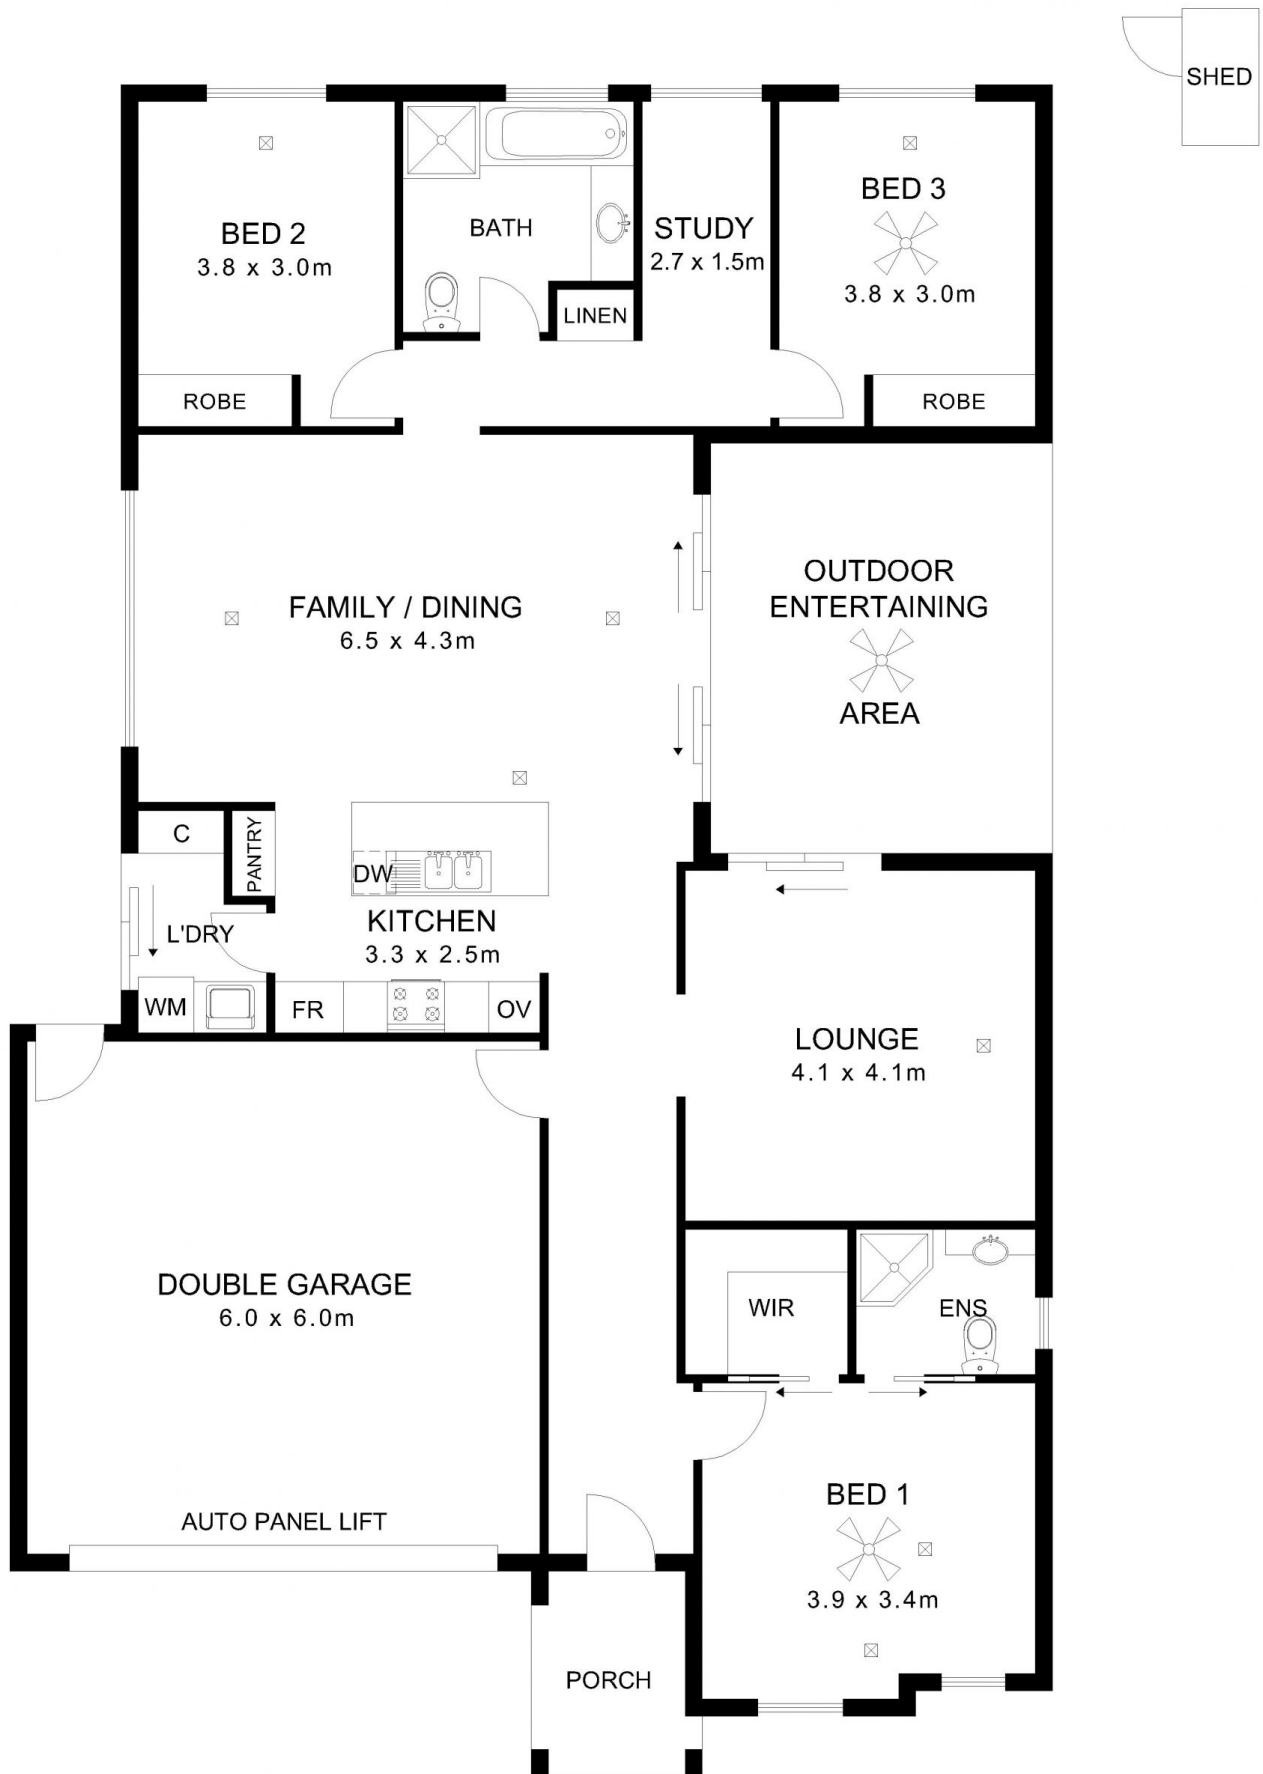 SHED
BED 2
3.8 x 3.0m
BATH
STUDY
2.7 x 1.5m
BED 3
3.8 x 3.0m
LINEN
ROBE
ROBE
FAMILY / DINING
6.5 x 4.3m
OUTDOOR
ENTERTAINING
AREA
C
PANTRY
DW
L'DRY
KITCHEN
3.3 x 2.5m
WM
FR
OV
LOUNGE
4.1 x 4.1m
DOUBLE GARAGE
6.0 x 6.0m
WIR
ENS
AUTO PANEL LIFT
BED 1
3.9 x 3.4m
PORCH